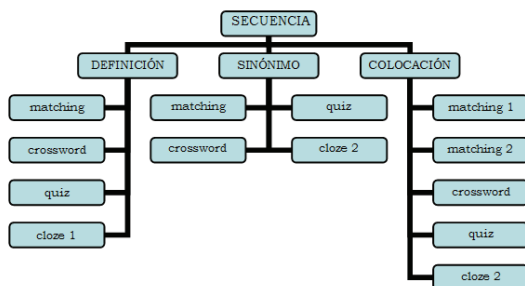 SECUENCIA
DEFINICIÓN
SINÓNIMO
COLOCACIÓN
matching
crossword
quiz
cloze 1
matching
quiz
crossword
cloze 2
matching 1
matching 2
crossword
quiz
cloze 2